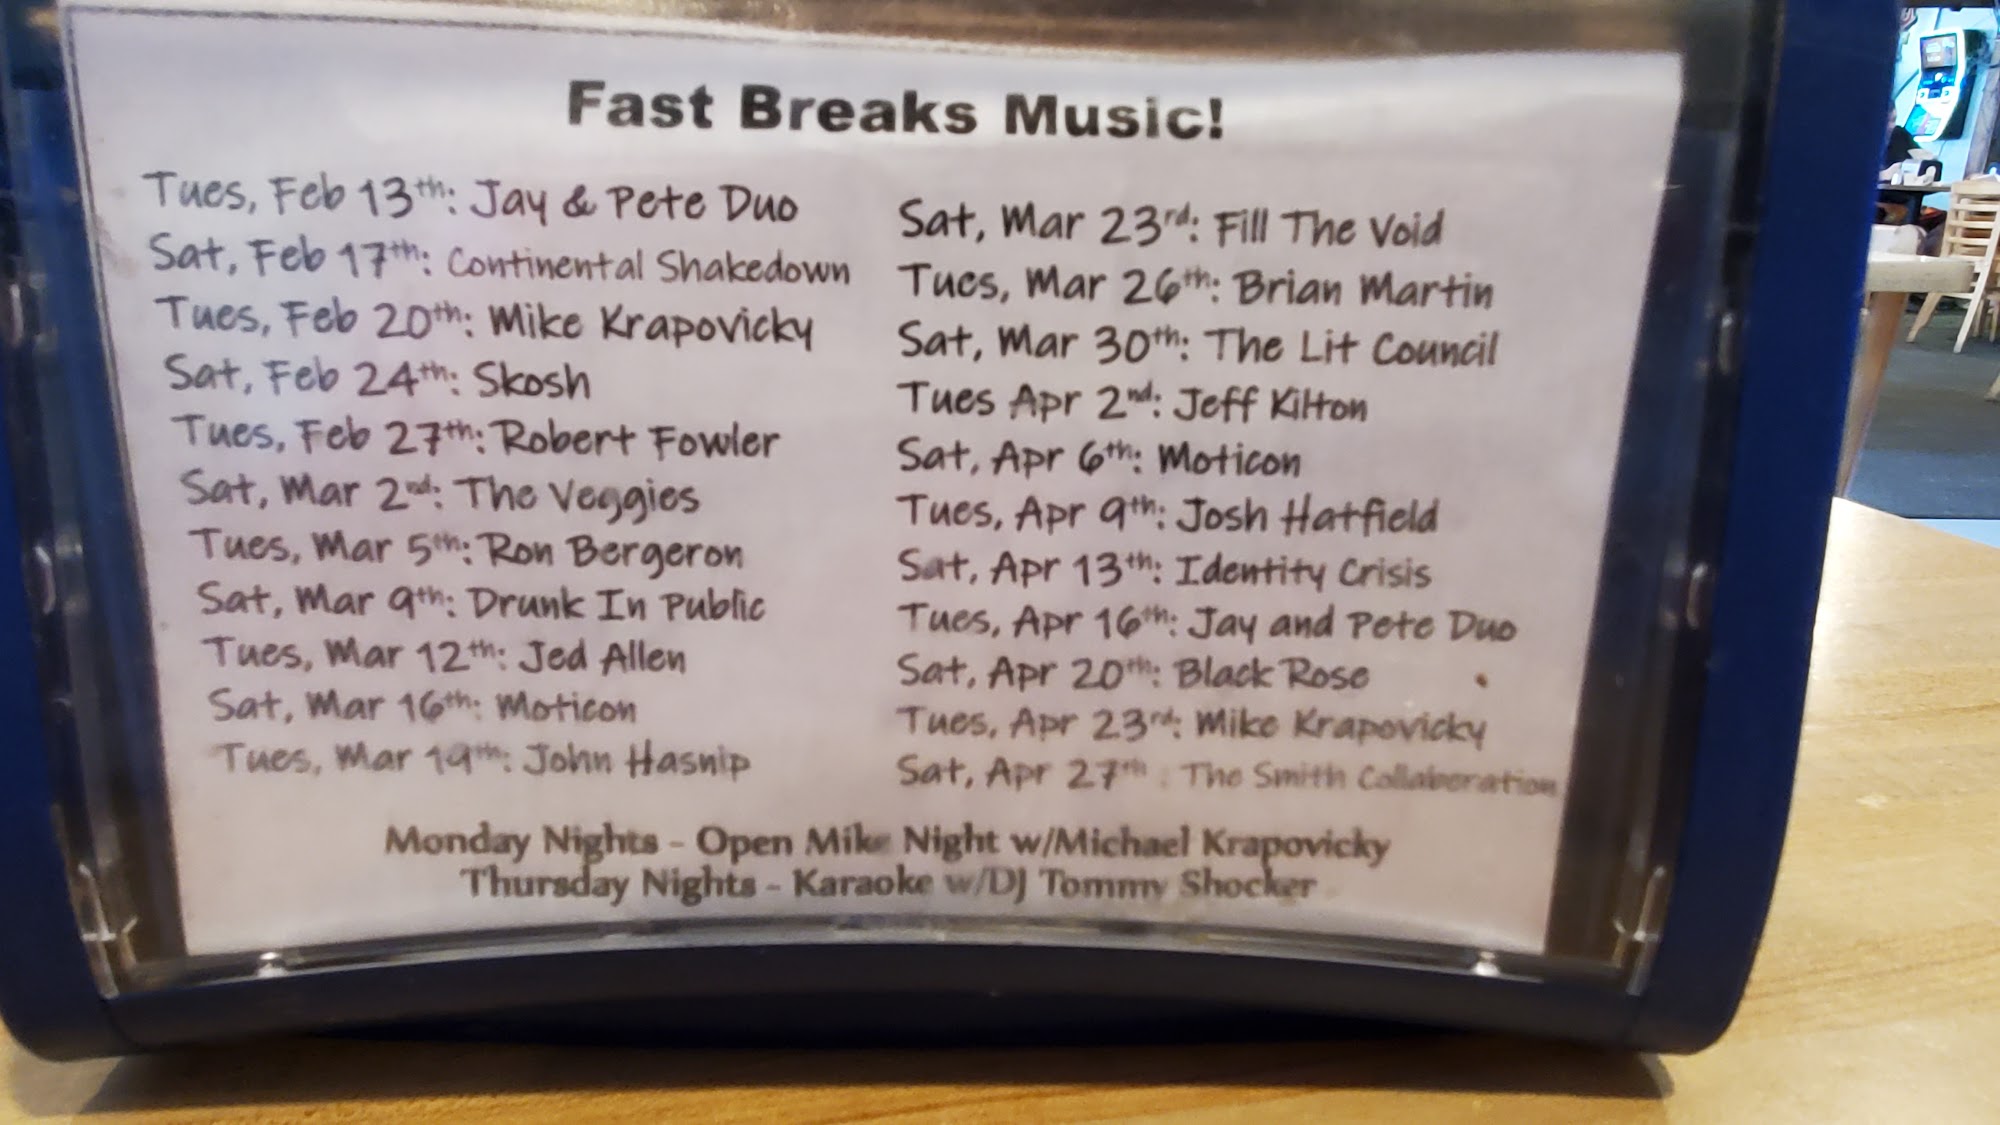 Fast Breaks Music!
Tues, Feb 13th: Jay & Pete Duo
Sat, Feb 17th: Continental Shakedown
Tues, Feb 20th: Mike Krapovicky
Sat, Feb 24th: Skosh
Tues, Feb 27th: Robert Fowler
Sat, Mar 2nd: The Veggies
Tues, Mar 5th: Ron Bergeron
Sat, Mar 9th: Drunk In Public
Tues, Mar 12th: Jed Allen
Sat, Mar 16th: Moticon
Tues, Mar 19th: John Hasnip
Sat, Mar 23rd: Fill The Void
Tues, Mar 26th: Brian Martin
Sat, Mar 30th: The Lit Council
Tues Apr 2nd: Jeff Kilton
Sat, Apr 6th: Moticon
Tues, Apr 9th: Josh Hatfield
Sat, Apr 13th: Identity Crisis
Tues, Apr 16th: Jay and Pete Duo
Sat, Apr 20th: Black Rose
Tues, Apr 23rd: Mike Krapovicky
Sat, Apr 27th: The Smith Collaboration
Monday Nights - Open Mike Night w/Michael Krapovicky
Thursday Nights - Karaoke w/DJ Tommy Shocker